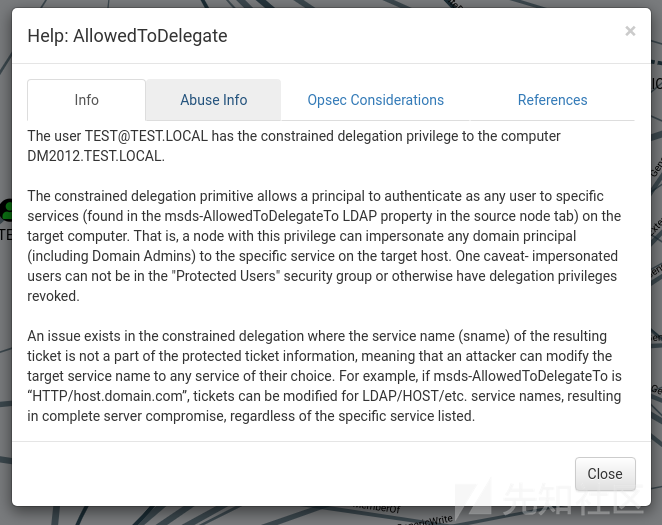 Help: AllowedToDelegate
×
Info
Abuse Info
Opsec Considerations
References
The user TEST@TEST.LOCAL has the constrained delegation privilege to the computer
DM2012.TEST.LOCAL.
The constrained delegation primitive allows a principal to authenticate as any user to specific
services (found in the msds-AllowedToDelegateTo LDAP property in the source node tab) on the
target computer. That is, a node with this privilege can impersonate any domain principal
(including Domain Admins) to the specific service on the target host. One caveat- impersonated
users can not be in the "Protected Users" security group or otherwise have delegation privileges
revoked.
An issue exists in the constrained delegation where the service name (sname) of the resulting
ticket is not a part of the protected ticket information, meaning that an attacker can modify the
target service name to any service of their choice. For example, if msds-AllowedToDelegateTo is
“HTTP/host.domain.com”, tickets can be modified for LDAP/HOST/etc. service names, resulting
in complete server compromise, regardless of the specific service listed.
Close
先知社区
GenericWrite